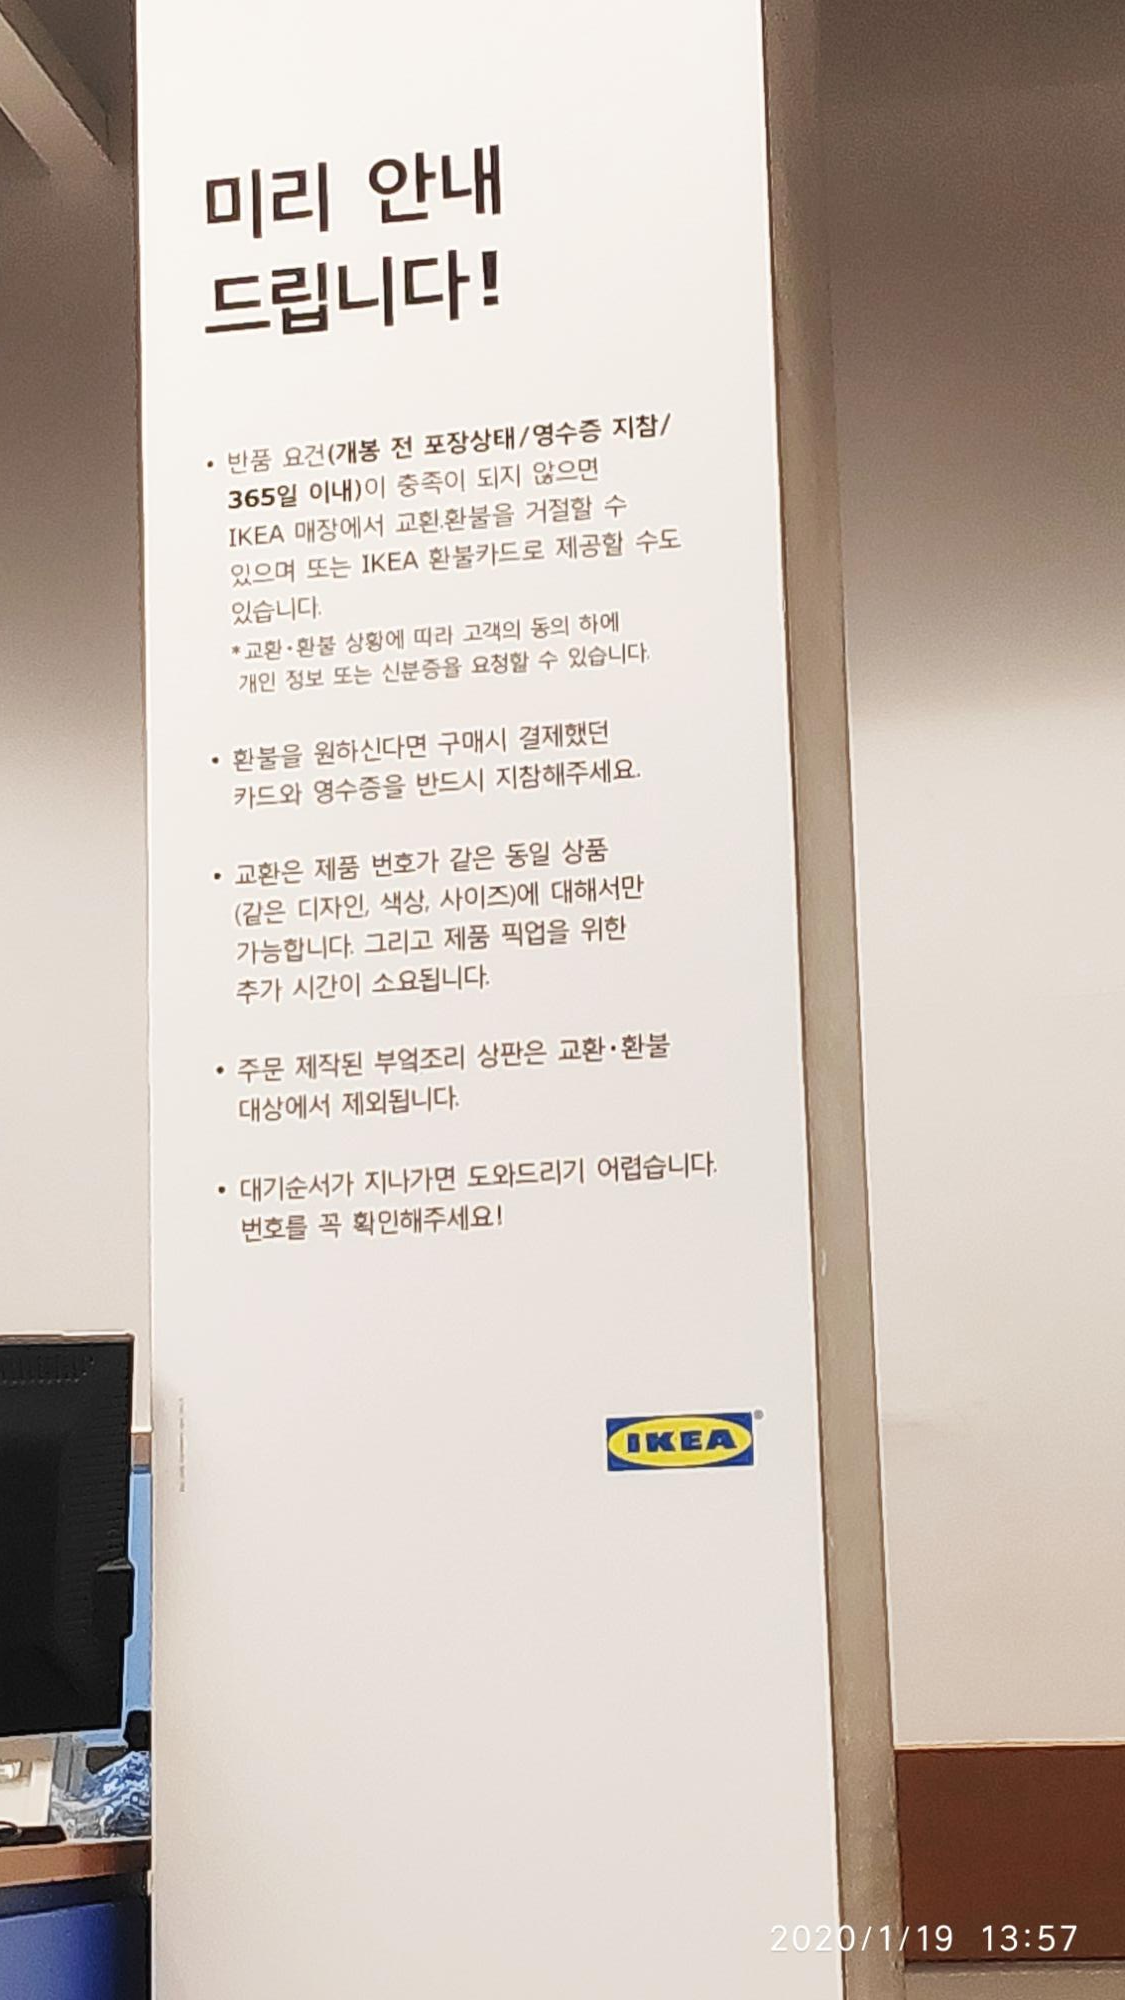 미리 안내
드립니다!
• 반품 요건(개봉 전 포장상태/영수증 지참/
365일 이내)이 충족이 되지 않으면
IKEA 매장에서 교환.환불을 거절할 수
있으며 또는 IKEA 환불카드로 제공할 수도
있습니다.
*교환·환불 상황에 따라 고객의 동의 하에
개인 정보 또는 신분증을 요청할 수 있습니다.
• 환불을 원하신다면 구매시 결제했던
카드와 영수증을 반드시 지참해주세요.
• 교환은 제품 번호가 같은 동일 상품
(같은 디자인, 색상, 사이즈)에 대해서만
가능합니다. 그리고 제품 픽업을 위한
추가 시간이 소요됩니다.
• 주문 제작된 부엌조리 상판은 교환·환불
대상에서 제외됩니다.
• 대기순서가 지나가면 도와드리기 어렵습니다.
번호를 꼭 확인해주세요!
IKEA®
2020/1/19 13:57